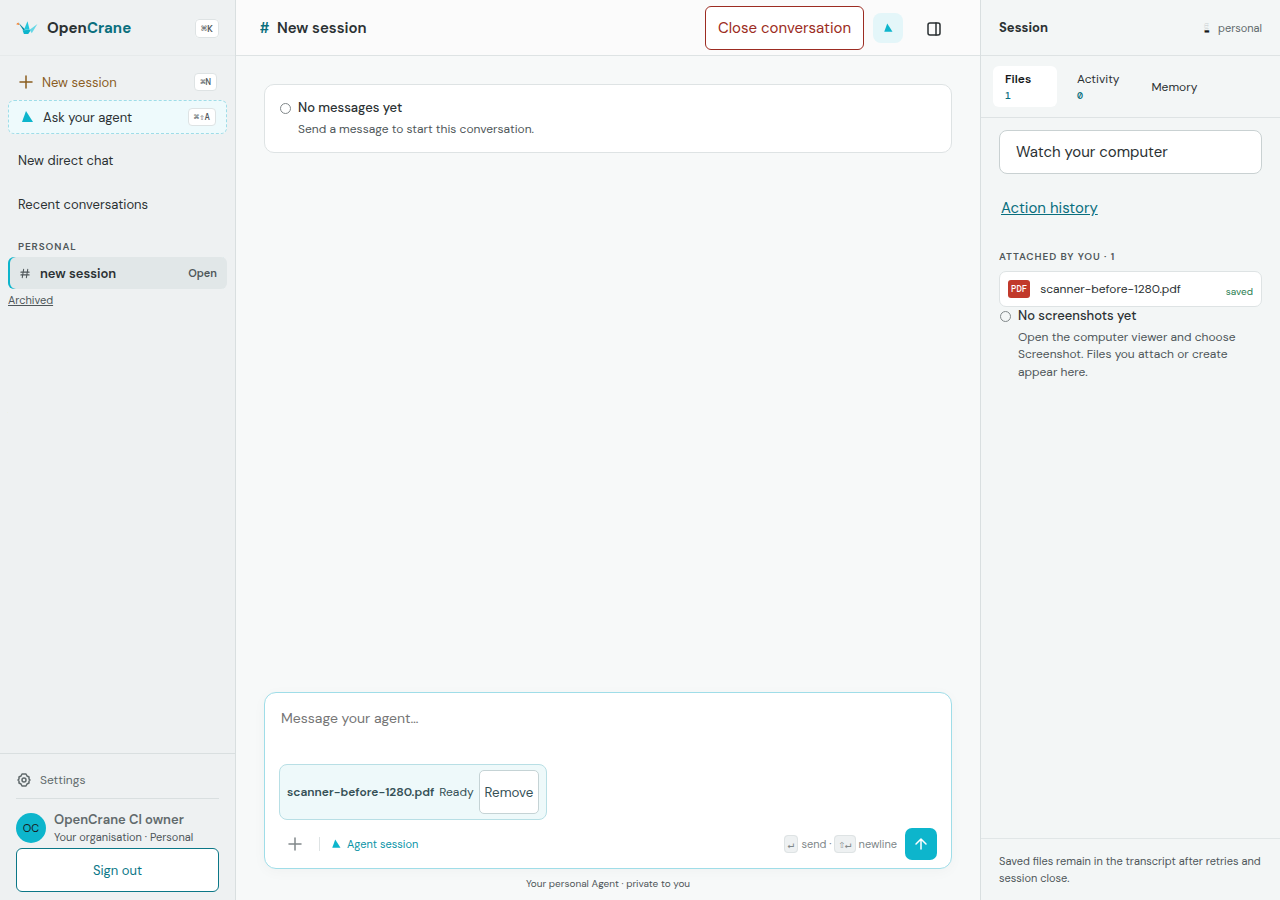 OpenCrane
⌘K
New session
⌘N
Ask your agent
⌘⇧A
New direct chat
Recent conversations
PERSONAL
# new session
Open
Archived
Settings
OC
OpenCrane CI owner
Your organisation · Personal
Sign out
# New session
Close conversation
No messages yet
Send a message to start this conversation.
Message your agent…
scanner-before-1280.pdf Ready Remove
Agent session
↵ send · ⇧↵ newline
Your personal Agent · private to you
Session
personal
Files
1
Activity
0
Memory
Watch your computer
Action history
ATTACHED BY YOU · 1
PDF scanner-before-1280.pdf saved
No screenshots yet
Open the computer viewer and choose
Screenshot. Files you attach or create
appear here.
Saved files remain in the transcript after retries and
session close.